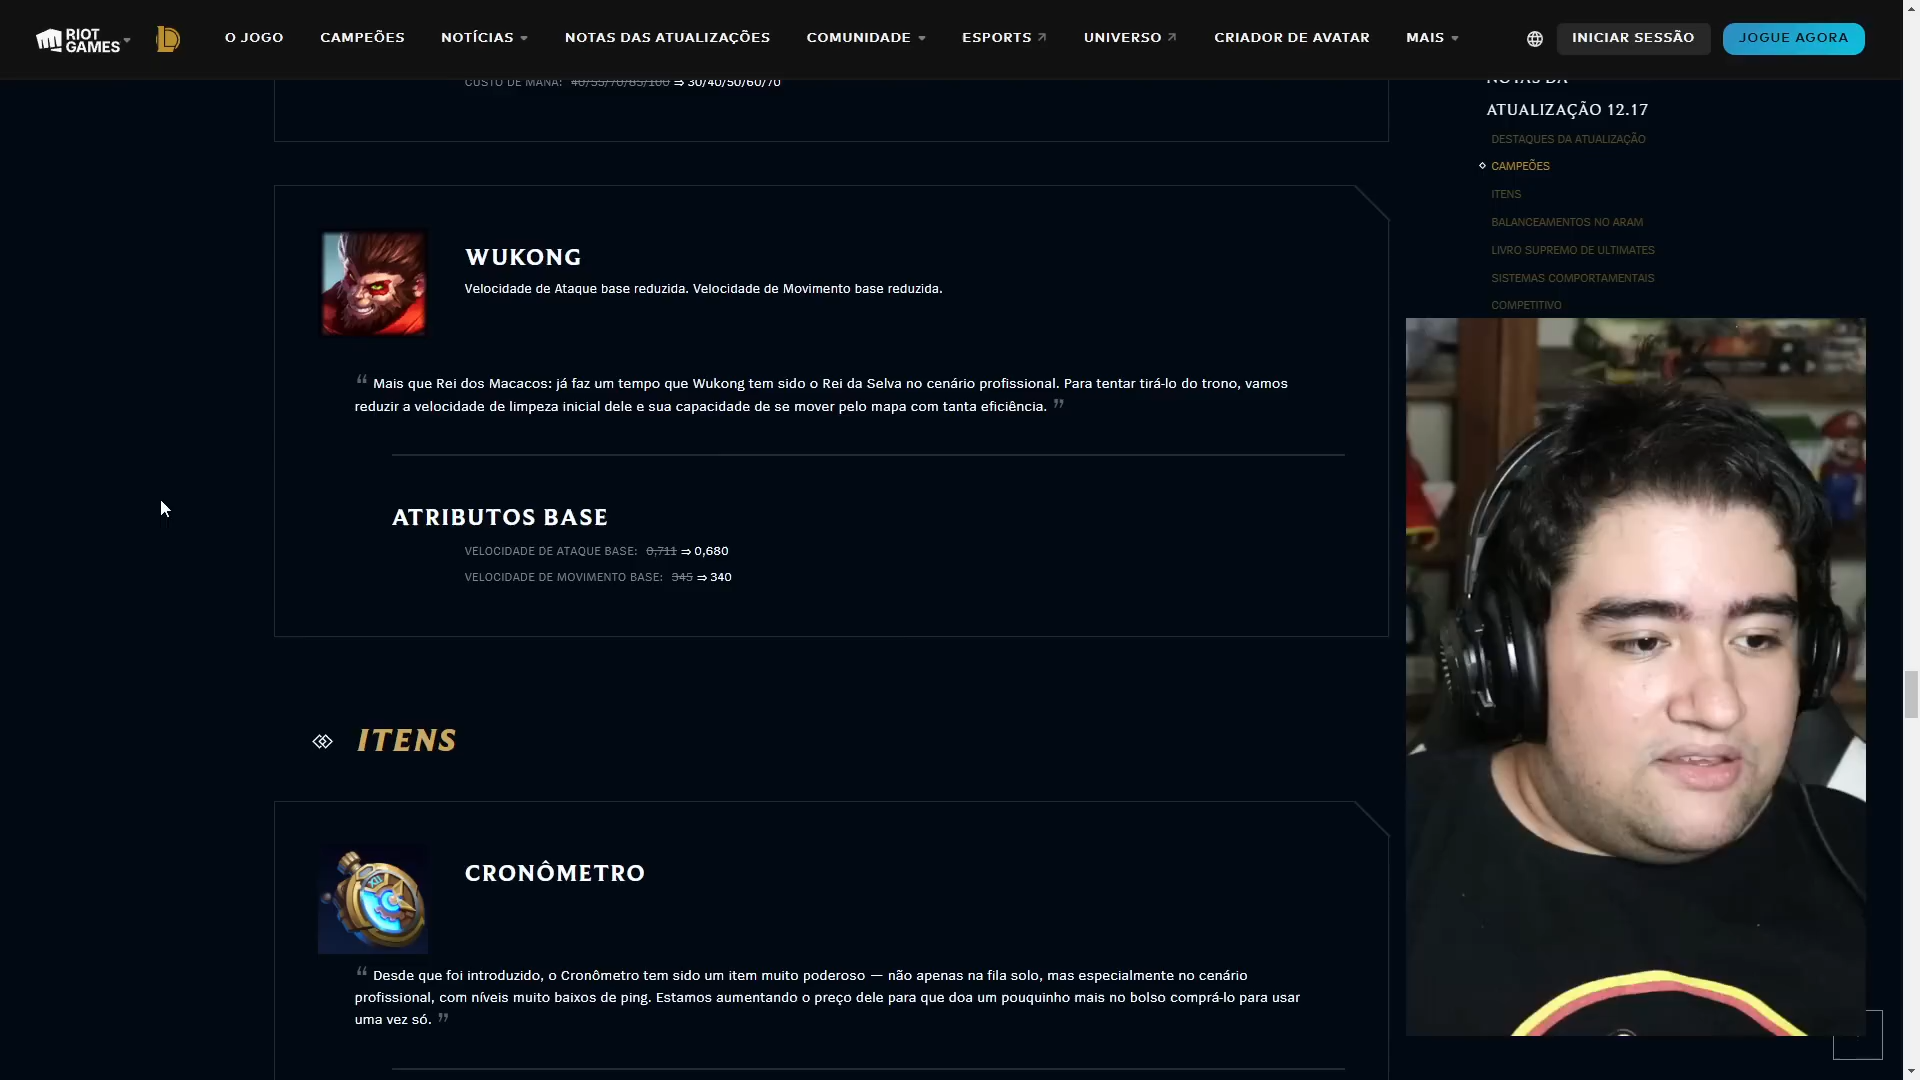 RIOT GAMES
O JOGO
CAMPEÕES
NOTÍCIAS
NOTAS DAS ATUALIZAÇÕES
COMUNIDADE
ESPORTS
UNIVERSO
CRIADOR DE AVATAR
MAIS
INICIAR SESSÃO
JOGUE AGORA
CUSTO DE MANA: 40/55/70/85/100 ⇒ 30/40/50/60/70
WUKONG
Velocidade de Ataque base reduzida. Velocidade de Movimento base reduzida.
“ Mais que Rei dos Macacos: já faz um tempo que Wukong tem sido o Rei da Selva no cenário profissional. Para tentar tirá-lo do trono, vamos
reduzir a velocidade de limpeza inicial dele e sua capacidade de se mover pelo mapa com tanta eficiência. ”
ATRIBUTOS BASE
VELOCIDADE DE ATAQUE BASE: 0,711 ⇒ 0,680
VELOCIDADE DE MOVIMENTO BASE: 345 ⇒ 340
ITENS
CRONÔMETRO
“ Desde que foi introduzido, o Cronômetro tem sido um item muito poderoso — não apenas na fila solo, mas especialmente no cenário
profissional, com níveis muito baixos de ping. Estamos aumentando o preço dele para que doa um pouquinho mais no bolso comprá-lo para usar
uma vez só. ”
NOTAS DA
ATUALIZAÇÃO 12.17
DESTAQUES DA ATUALIZAÇÃO
CAMPEÕES
ITENS
BALANCEAMENTOS NO ARAM
LIVRO SUPREMO DE ULTIMATES
SISTEMAS COMPORTAMENTAIS
COMPETITIVO